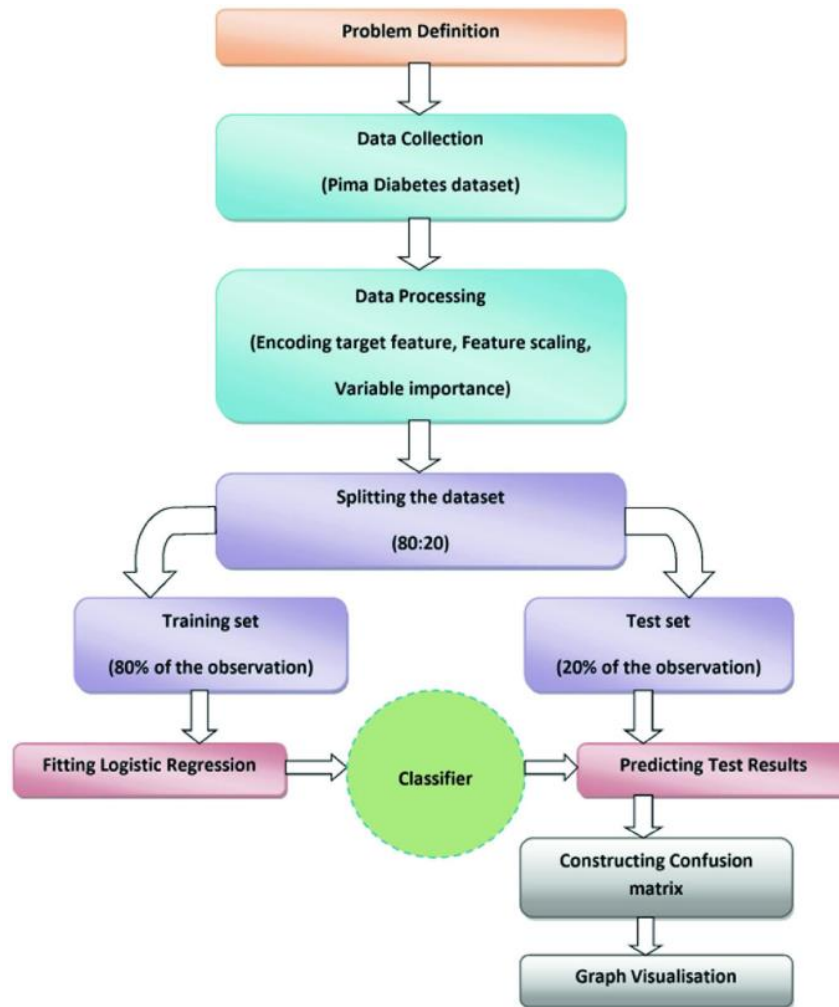 Problem Definition
Data Collection
(Pima Diabetes dataset)
Data Processing
(Encoding target feature, Feature scaling,
Variable importance)
Splitting the dataset
(80:20)
Training set
(80% of the observation)
Test set
(20% of the observation)
Fitting Logistic Regression
Classifier
Predicting Test Results
Constructing Confusion
matrix
Graph Visualisation